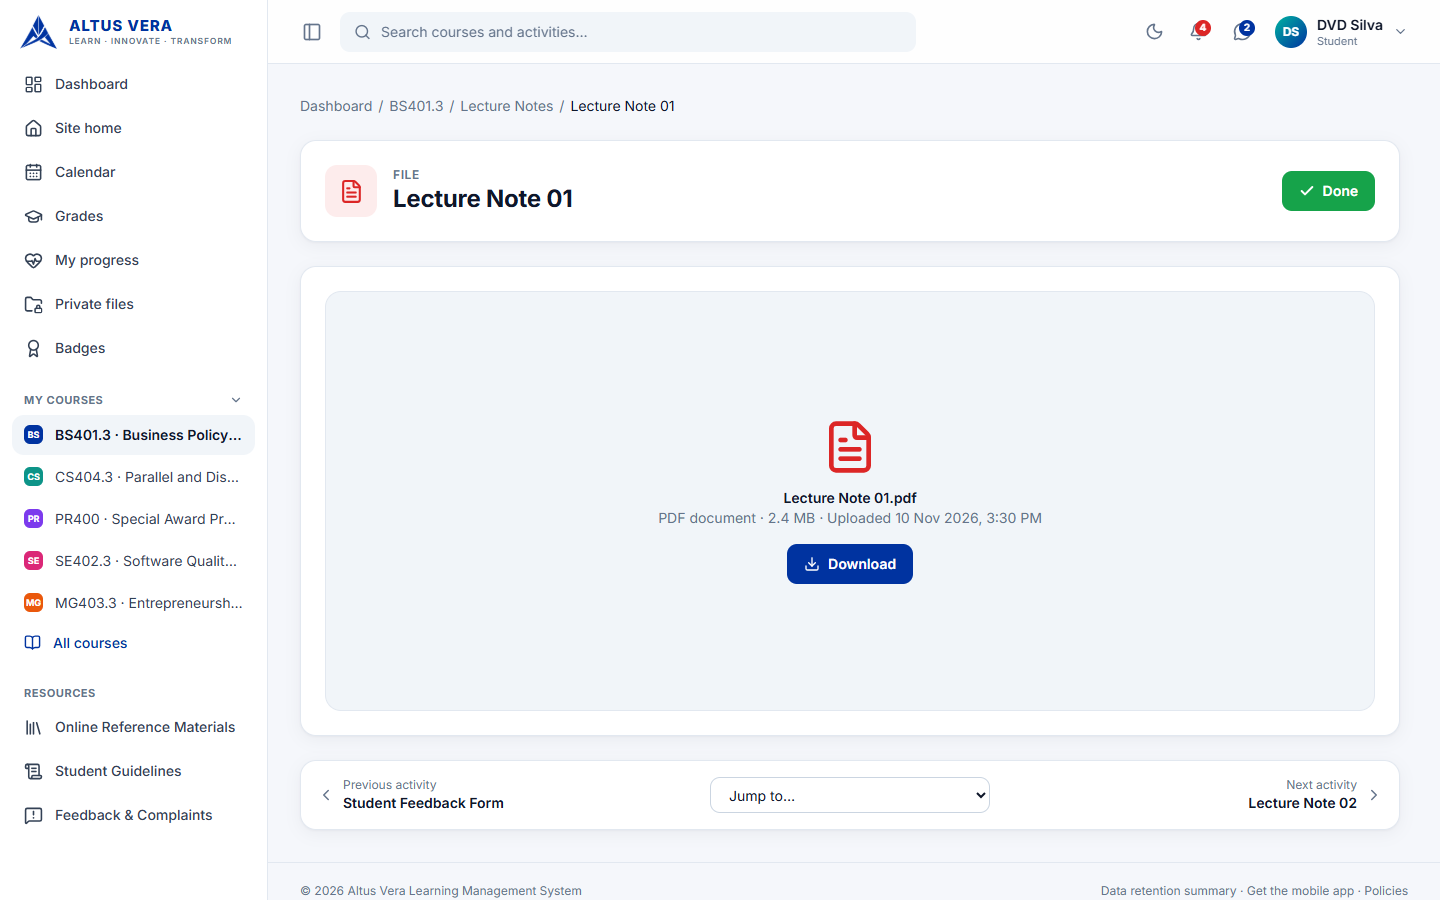 ALTUS VERA
LEARN · INNOVATE · TRANSFORM
Dashboard
Site home
Calendar
Grades
My progress
Private files
Badges
MY COURSES
BS BS401.3 · Business Policy...
CS CS404.3 · Parallel and Dis...
PR PR400 · Special Award Pr...
SE SE402.3 · Software Qualit...
MG MG403.3 · Entrepreneursh...
All courses
RESOURCES
Online Reference Materials
Student Guidelines
Feedback & Complaints
Search courses and activities...
4
2
DS
DVD Silva
Student
Dashboard / BS401.3 / Lecture Notes / Lecture Note 01
FILE
Lecture Note 01
Done
Lecture Note 01.pdf
PDF document · 2.4 MB · Uploaded 10 Nov 2026, 3:30 PM
Download
Previous activity
Student Feedback Form
Jump to...
Next activity
Lecture Note 02
© 2026 Altus Vera Learning Management System
Data retention summary · Get the mobile app · Policies